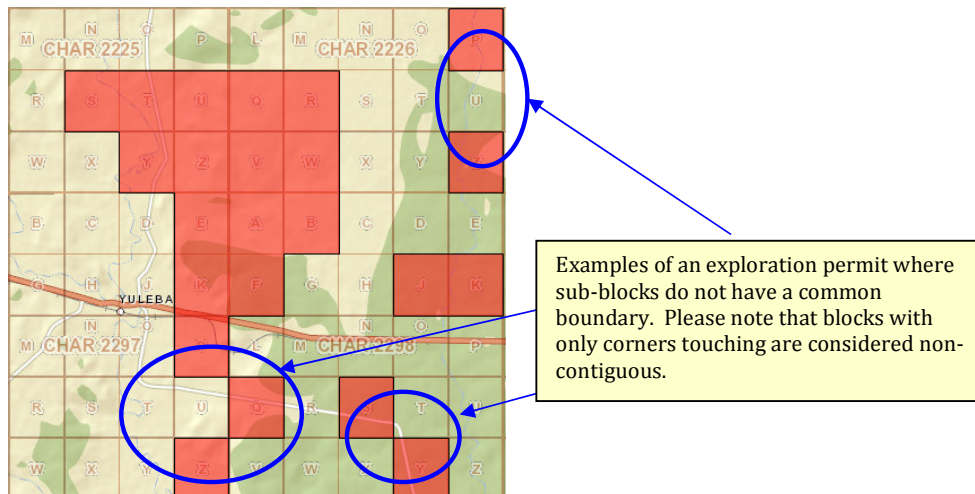 M N O P L M N O P
CHAR 2225 CHAR 2226
R S T U Q R S T U
W X Y Z V W X Y Z
B C D E A B C D E
G H J K F G H J K
YULEBA
M N O P L M N O P
CHAR 2297 CHAR 2298
R S T U Q R S T U
W X Y Z V W X Y Z
Examples of an exploration permit where
sub-blocks do not have a common
boundary. Please note that blocks with
only corners touching are considered non-
contiguous.